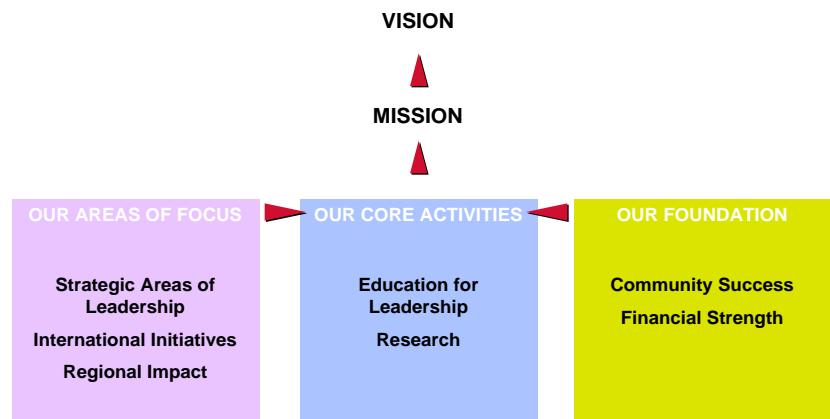 VISION
MISSION
OUR AREAS OF FOCUS
Strategic Areas of
Leadership
International Initiatives
Regional Impact
OUR CORE ACTIVITIES
Education for
Leadership
Research
OUR FOUNDATION
Community Success
Financial Strength